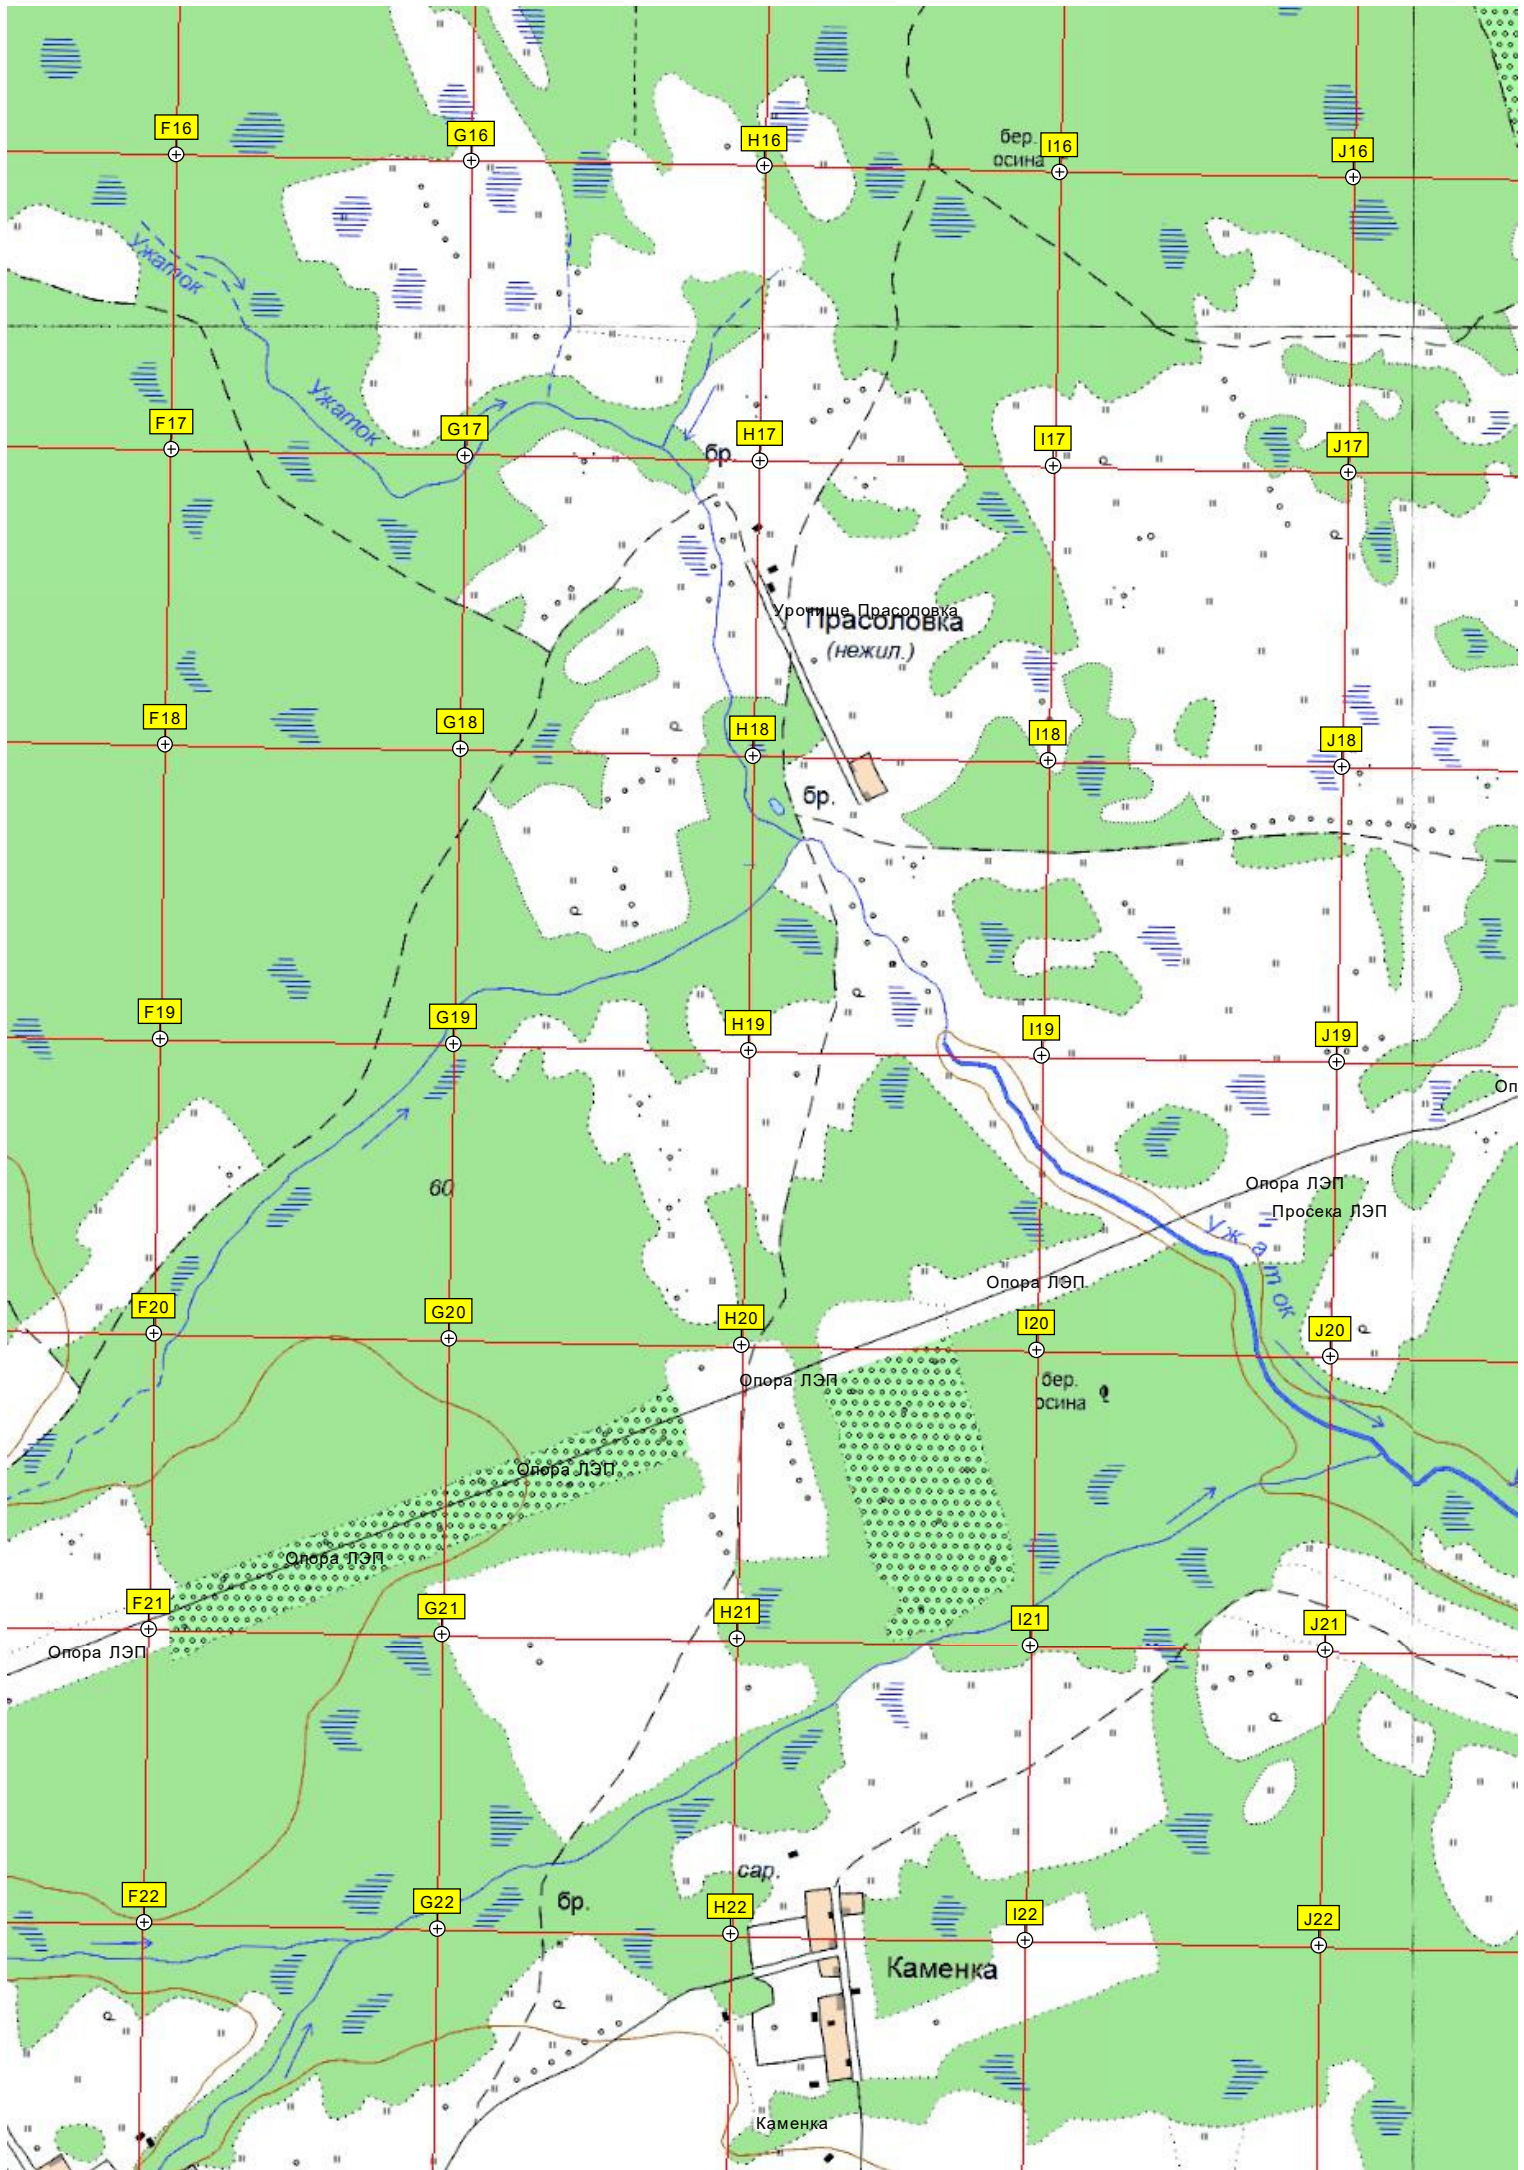 F16
G16
H16
бер.
осина
I16
J16
Ужаток
Ужаток
F17
G17
бр.
H17
I17
J17
Урочище Прасоловка
Прасоловка
(нежил.)
F18
G18
H18
I18
J18
бр.
F19
G19
H19
I19
J19
Оп
60
Опора ЛЭП
Просека ЛЭП
Ужаток
Опора ЛЭП
F20
G20
H20
I20
J20
Опора ЛЭП
бер.
осина
Опора ЛЭП
Опора ЛЭП
F21
G21
H21
I21
J21
Опора ЛЭП
сар.
F22
G22
бр.
H22
I22
J22
Каменка
Каменка